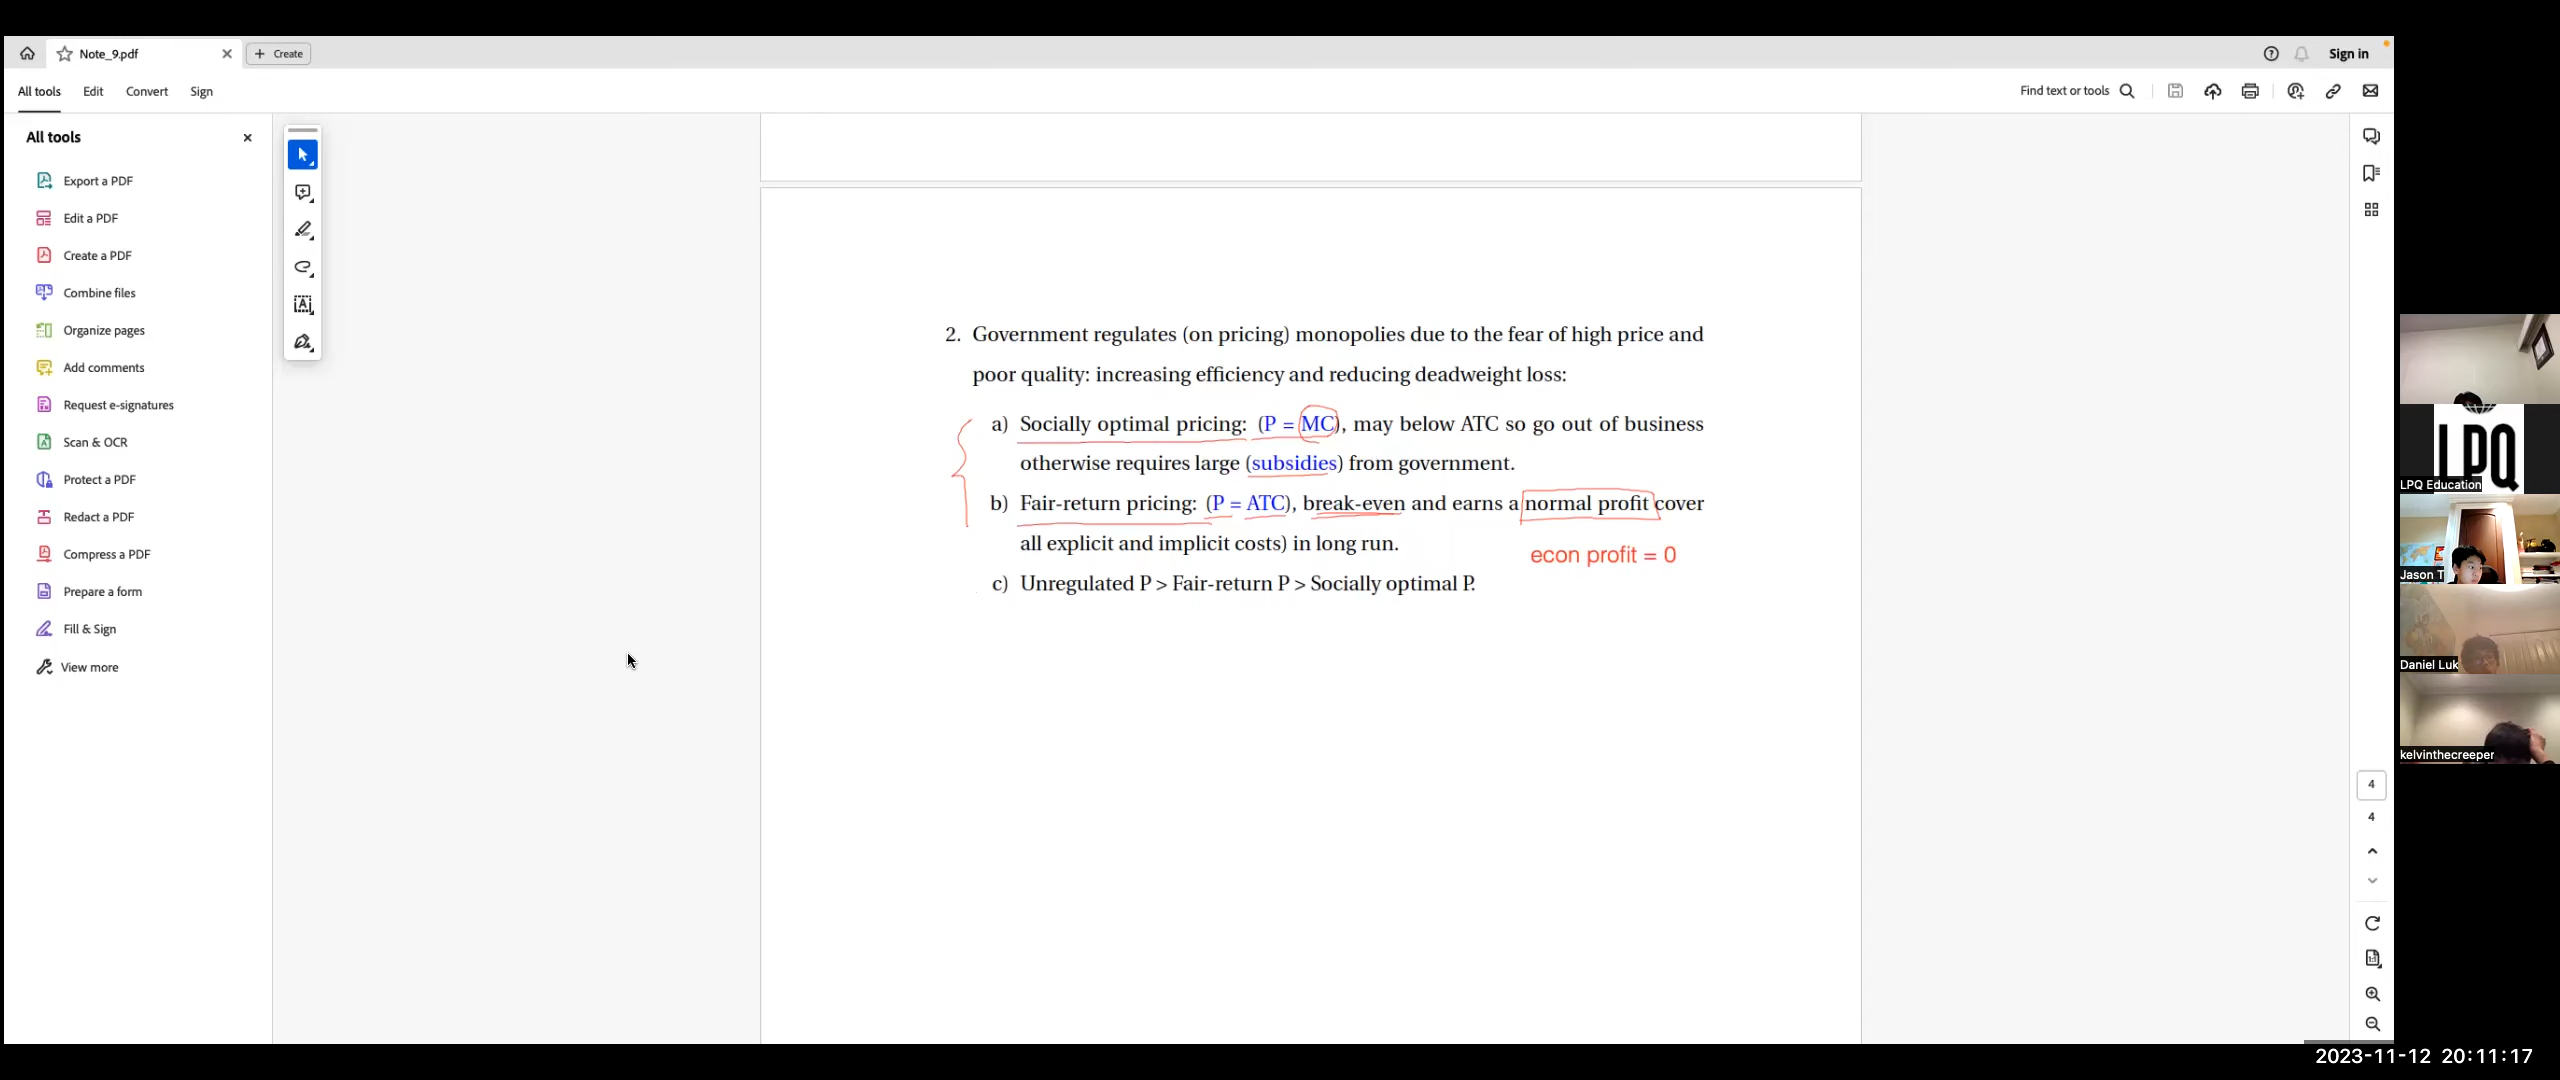 Note_9.pdf
Create
Sign in
All tools
Edit
Convert
Sign
Find text or tools
All tools
Export a PDF
Edit a PDF
Create a PDF
Combine files
Organize pages
Add comments
Request e-signatures
Scan & OCR
Protect a PDF
Redact a PDF
Compress a PDF
Prepare a form
Fill & Sign
View more
2. Government regulates (on pricing) monopolies due to the fear of high price and
poor quality: increasing efficiency and reducing deadweight loss:
a) Socially optimal pricing: (P = MC), may below ATC so go out of business
otherwise requires large (subsidies) from government.
b) Fair-return pricing: (P = ATC), break-even and earns a normal profit cover
all explicit and implicit costs) in long run.
econ profit = 0
c) Unregulated P > Fair-return P > Socially optimal P.
4
4
LPQ
LPQ Education
Jason T
Daniel Luk
kelvinthecreeper
2023-11-12 20:11:17